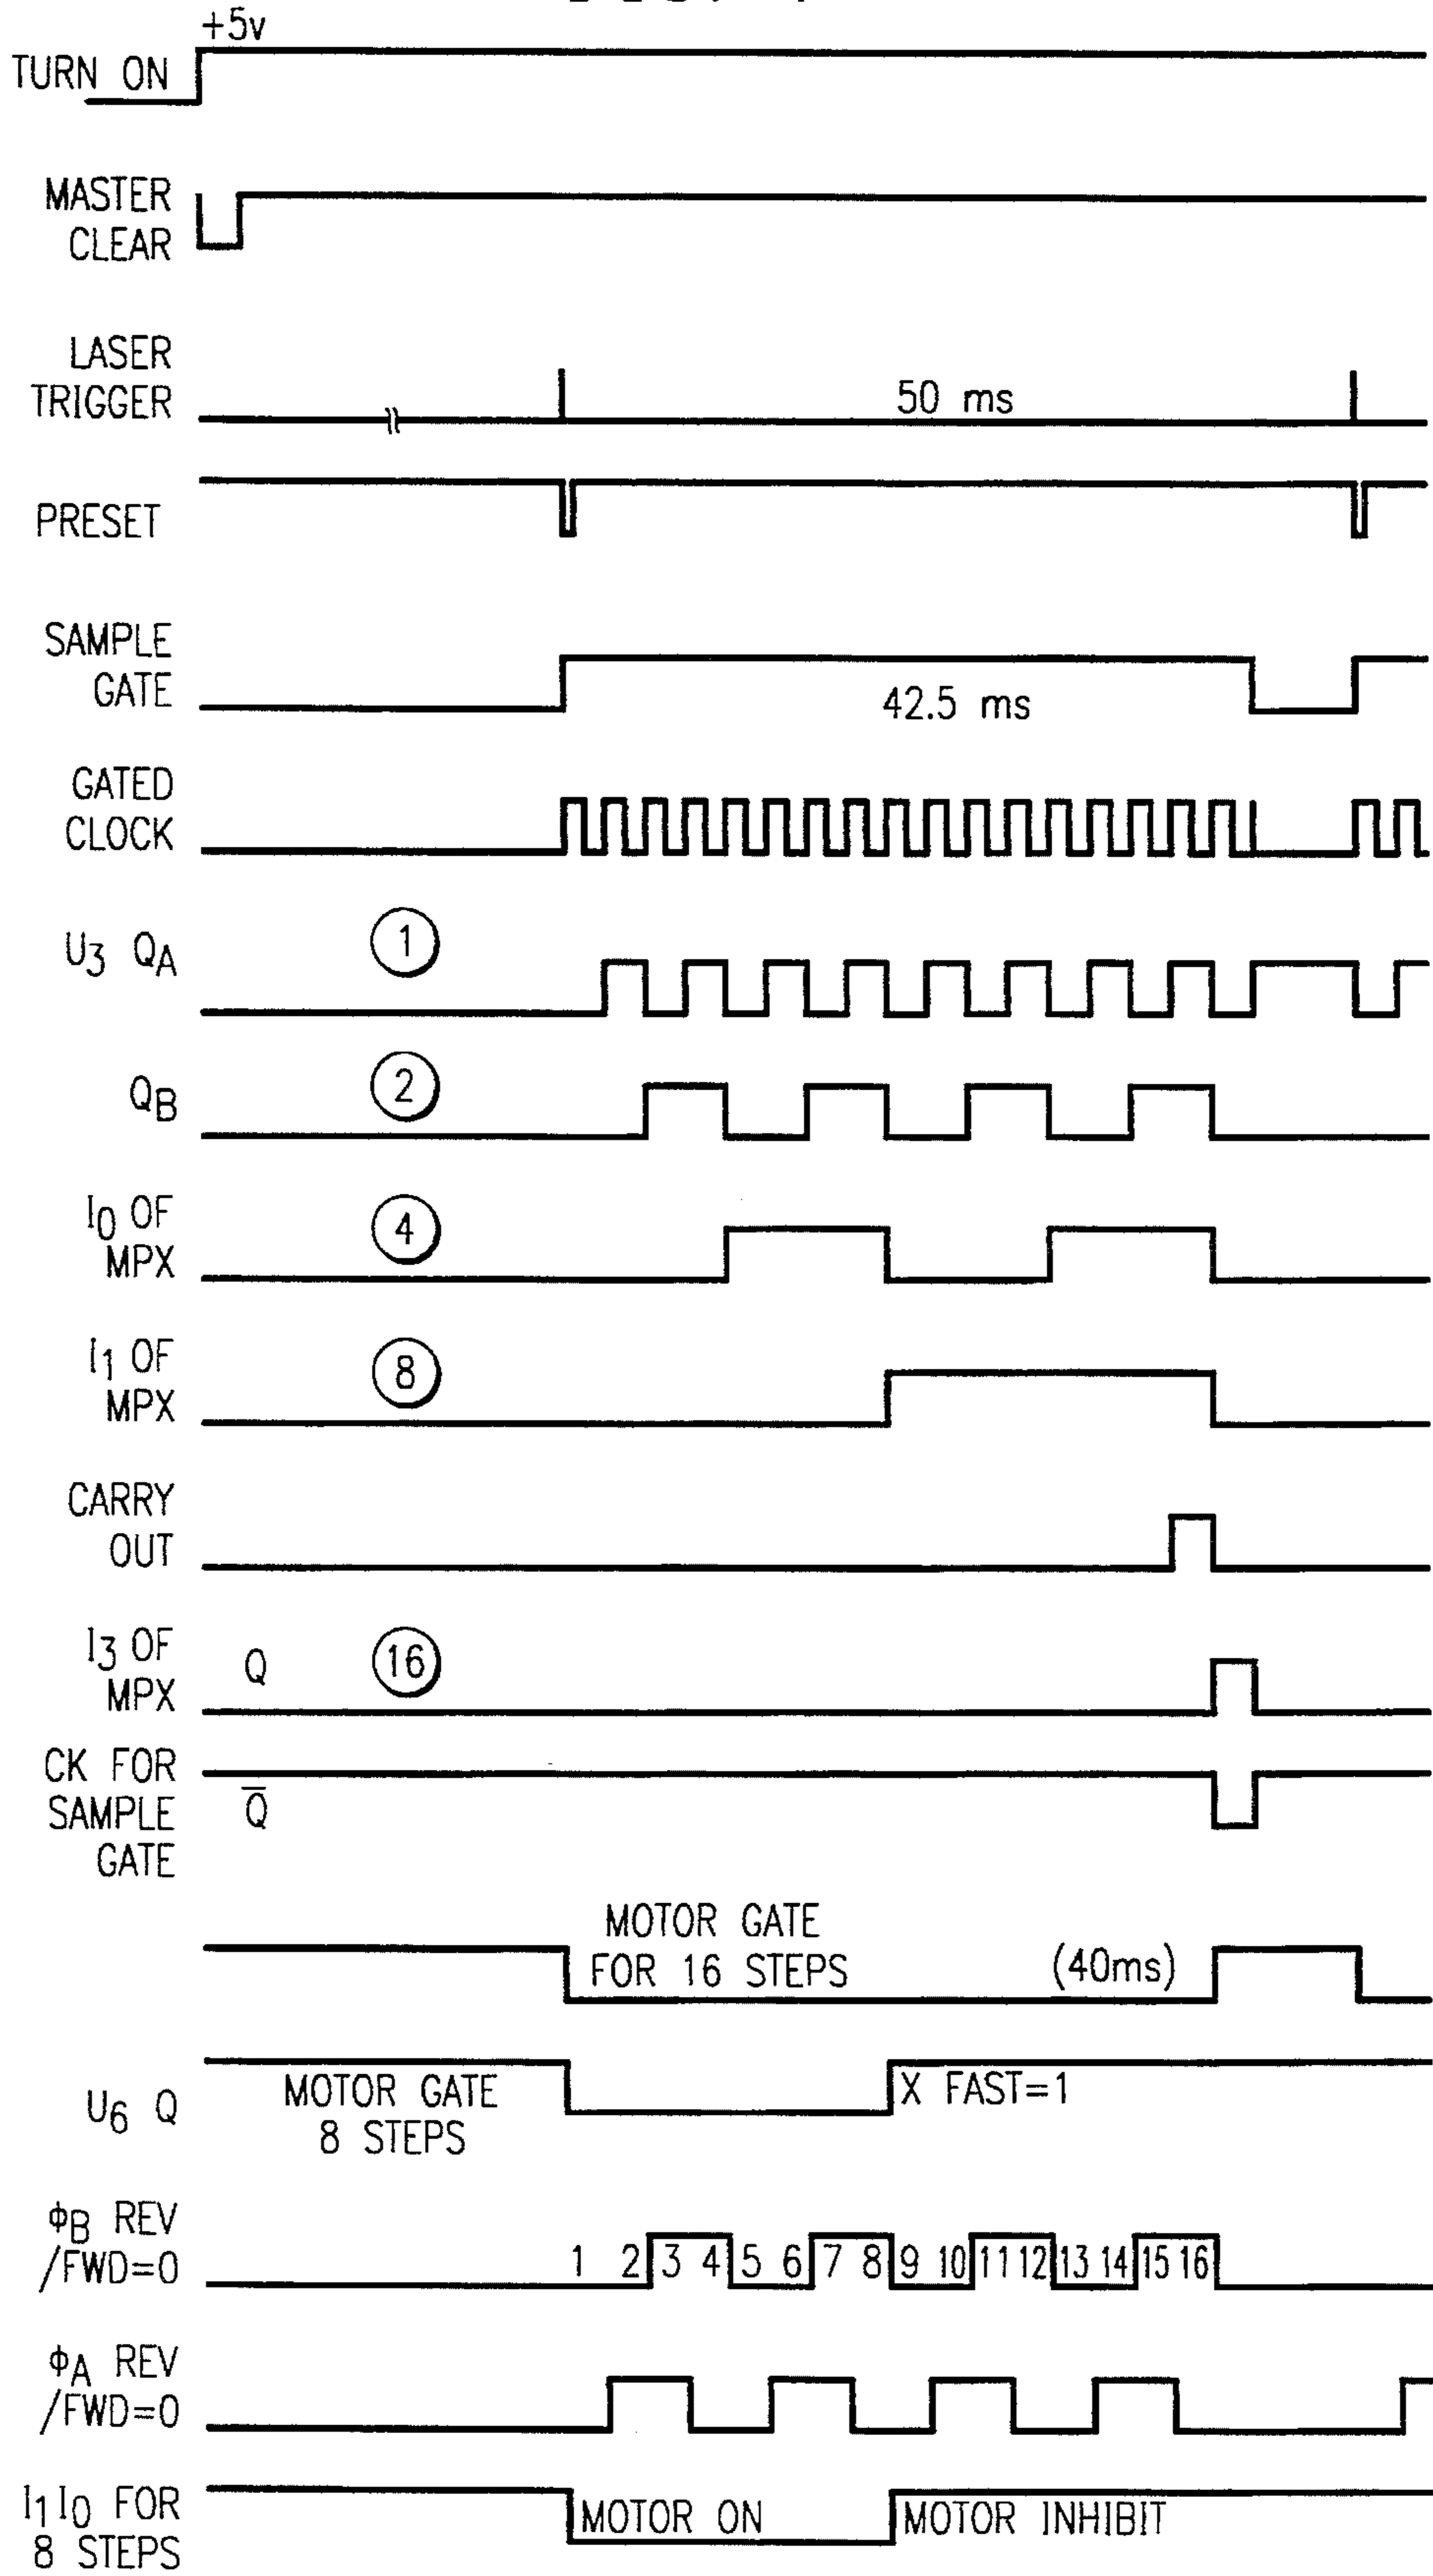 +5v
TURN ON
MASTER
CLEAR
LASER
TRIGGER
50 ms
PRESET
SAMPLE
GATE
42.5 ms
GATED
CLOCK
U3 QA
1
QB
2
I0 OF
MPX
4
I1 OF
MPX
8
CARRY
OUT
I3 OF
MPX
Q
16
CK FOR
SAMPLE
GATE
Q̅
MOTOR GATE
FOR 16 STEPS
(40ms)
U6 Q
MOTOR GATE
8 STEPS
X FAST=1
ΦB REV
/FWD=0
1 2 3 4 5 6 7 8 9 10 11 12 13 14 15 16
ΦA REV
/FWD=0
I1 I0 FOR
8 STEPS
MOTOR ON
MOTOR INHIBIT